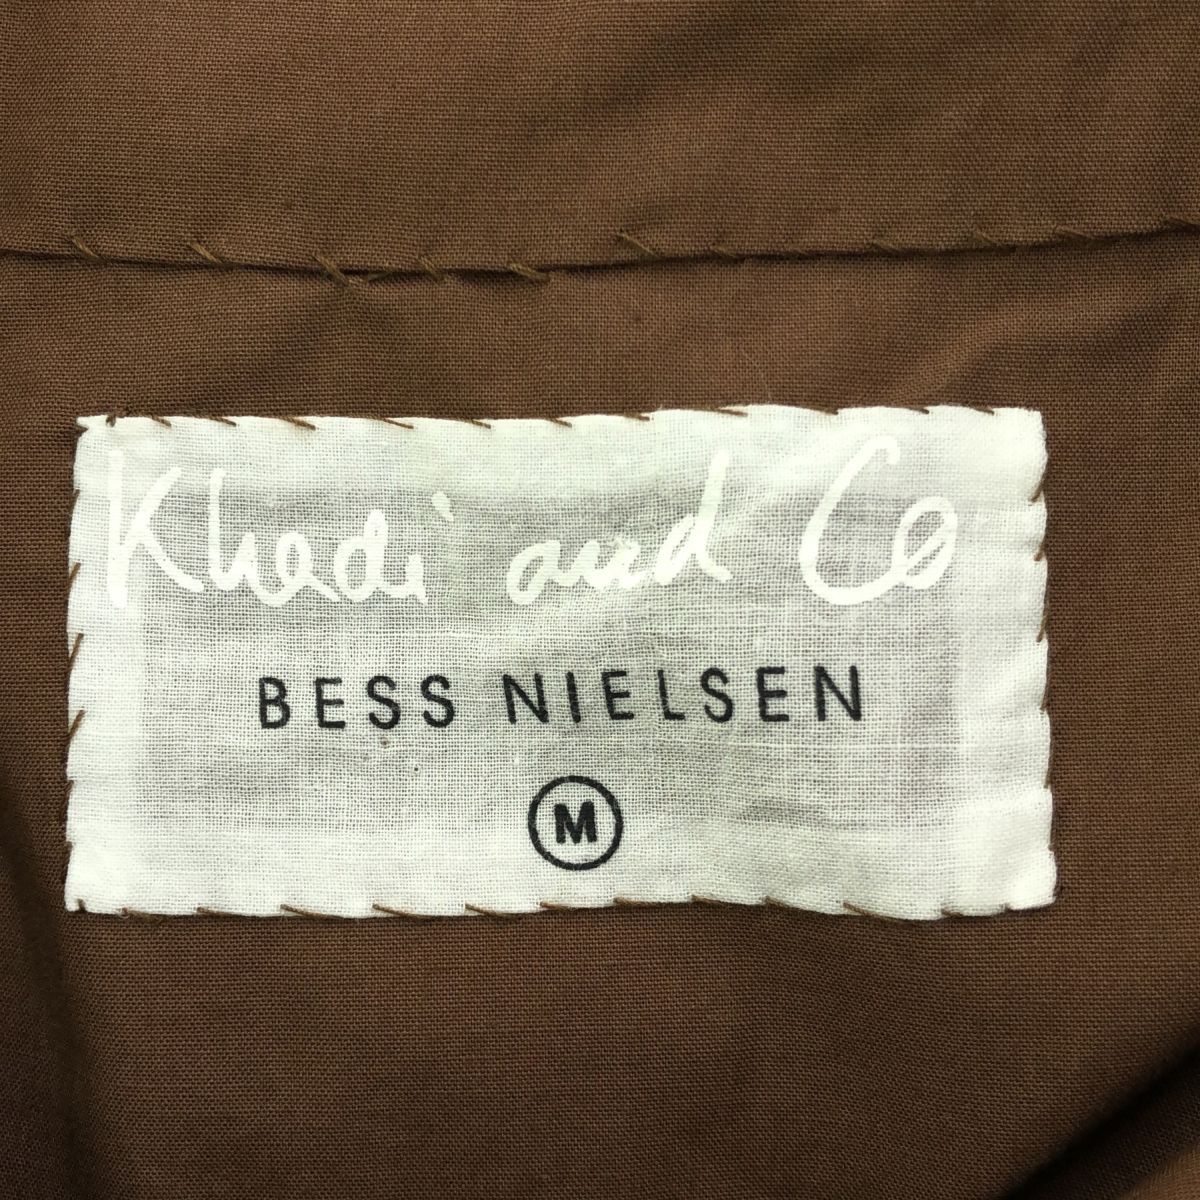 Khadi and Co
BESS NIELSEN
M